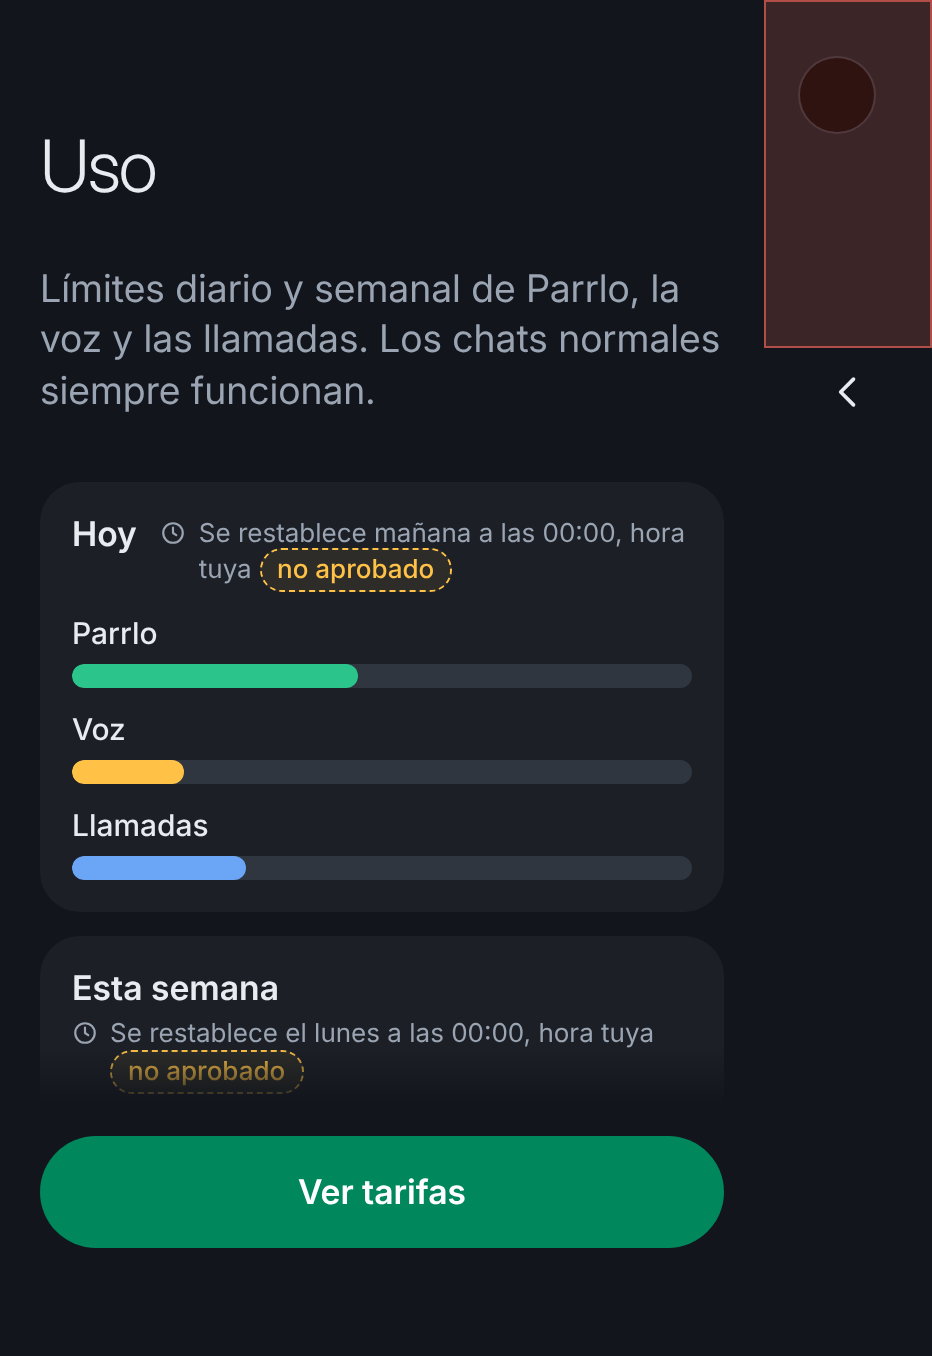 Uso
Límites diario y semanal de Parrlo, la
voz y las llamadas. Los chats normales
siempre funcionan.
Hoy Se restablece mañana a las 00:00, hora
tuya no aprobado
Parrlo
Voz
Llamadas
Esta semana
Se restablece el lunes a las 00:00, hora tuya
no aprobado
Ver tarifas